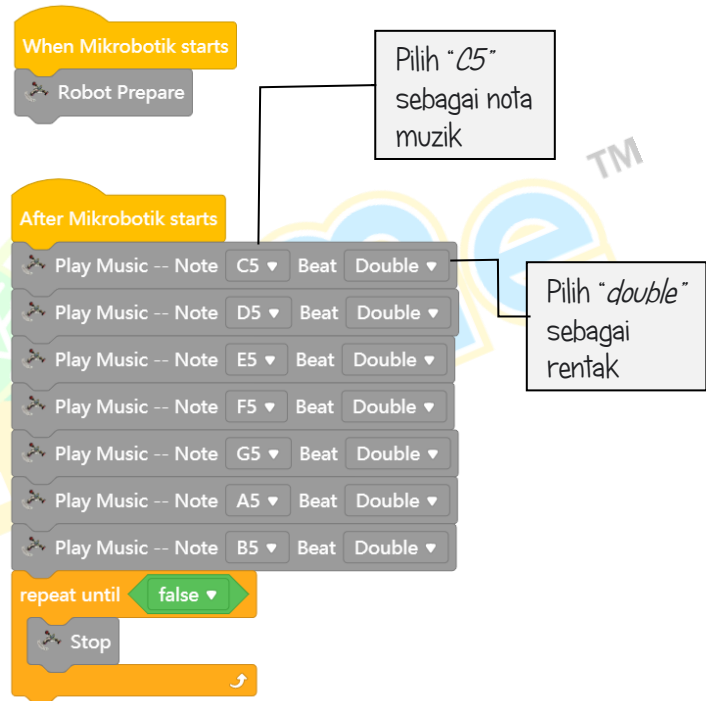 When Mikrobotik starts
Robot Prepare
Pilih "C5"
sebagai nota
muzik
TM
After Mikrobotik starts
Play Music -- Note C5 Beat Double
Play Music -- Note D5 Beat Double
Play Music -- Note E5 Beat Double
Play Music -- Note F5 Beat Double
Play Music -- Note G5 Beat Double
Play Music -- Note A5 Beat Double
Play Music -- Note B5 Beat Double
Pilih "double"
sebagai
rentak
repeat until false
Stop